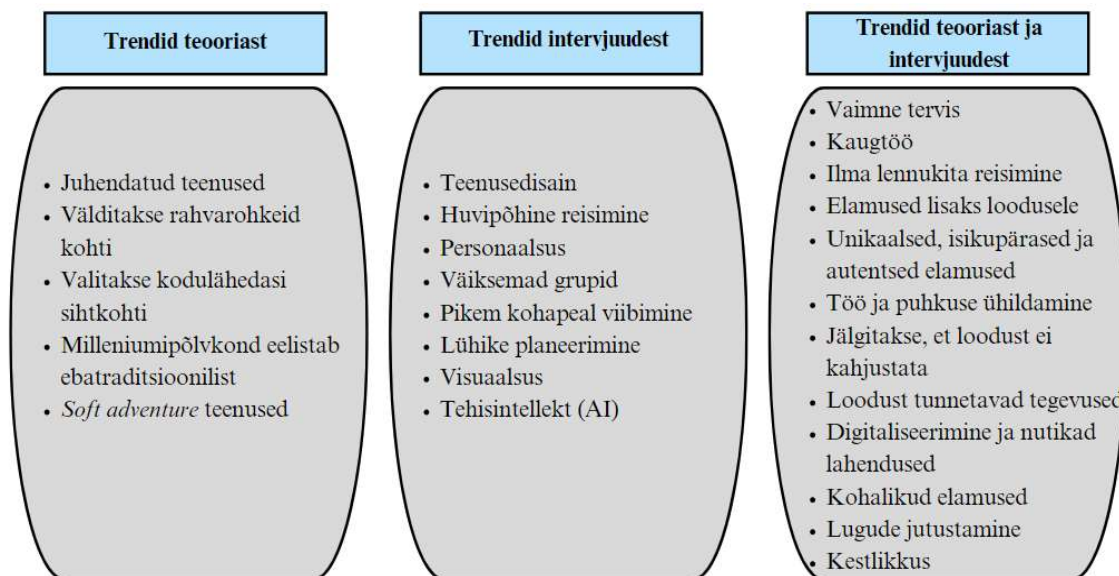 Trendid teooriast
• Juhendatud teenused
• Välditakse rahvarohkeid
kohti
• Valitakse kodulähedasi
sihtkohti
• Milleniumipõlvkond eelistab
ebatraditsioonilist
• Soft adventure teenused
Trendid intervjuudest
• Teenusedisain
• Huvipõhine reisimine
• Personaalsus
• Väiksemad grupid
• Pikem kohapeal viibimine
• Lühike planeerimine
• Visuaalsus
• Tehisintellekt (AI)
Trendid teooriast ja
intervjuudest
• Vaimne tervis
• Kaugtöö
• Ilma lennukita reisimine
• Elamused lisaks loodusele
• Unikaalsed, isikupärased ja
autentsed elamused
• Töö ja puhkuse ühildamine
• Jälgitakse, et loodust ei
kahjustata
• Loodust tunnetavad tegevused
• Digitaliseerimine ja nutikad
lahendused
• Kohalikud elamused
• Lugude jutustamine
• Kestlikkus